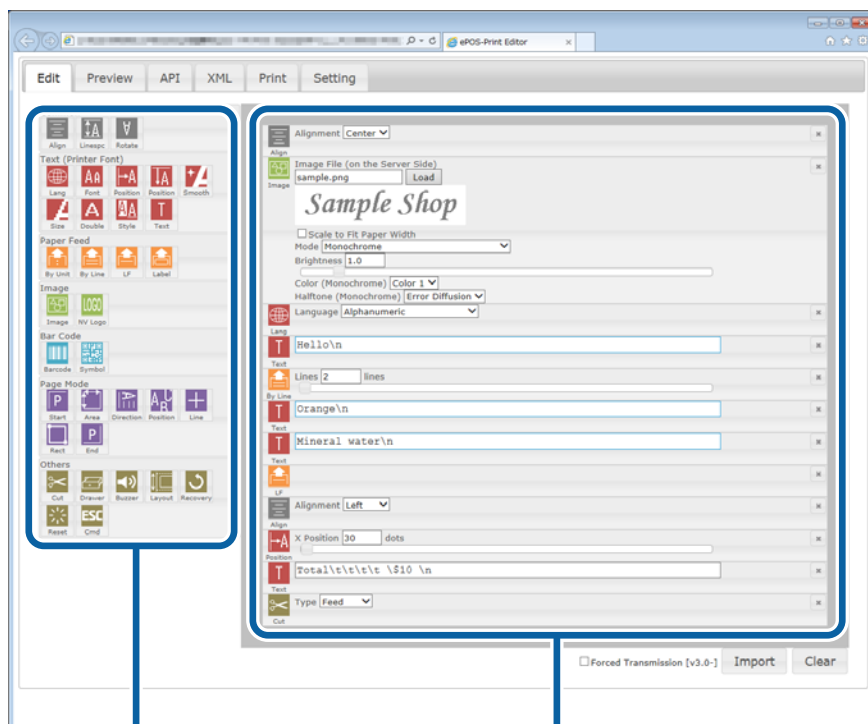 ePOS-Print Editor
Edit Preview API XML Print Setting
Align Linespc Rotate
Text (Printer Font)
Lang Font Position Position Smooth
Size Double Style Text
Paper Feed
By Unit By Line LF Label
Image
LOGO
Image NV Logo
Bar Code
Barcode Symbol
Page Mode
Start Area Direction Position Line
Rect End
Others
Cut Drawer Buzzer Layout Recovery
ESC
Reset Cmd
Alignment Center
Align
Image File (on the Server Side)
sample.png Load
Image
Sample Shop
Scale to Fit Paper Width
Mode Monochrome
Brightness 1.0
Color (Monochrome) Color 1
Halftone (Monochrome) Error Diffusion
Language Alphanumeric
Lang
Hello\n
Text
Lines 2 lines
By Line
Orange\n
Text
Mineral water\n
Text
LF
Alignment Left
Align
X Position 30 dots
Position
Total\t\t\t\t \$10 \n
Text
Type Feed
Cut
Forced Transmission [v3.0-] Import Clear